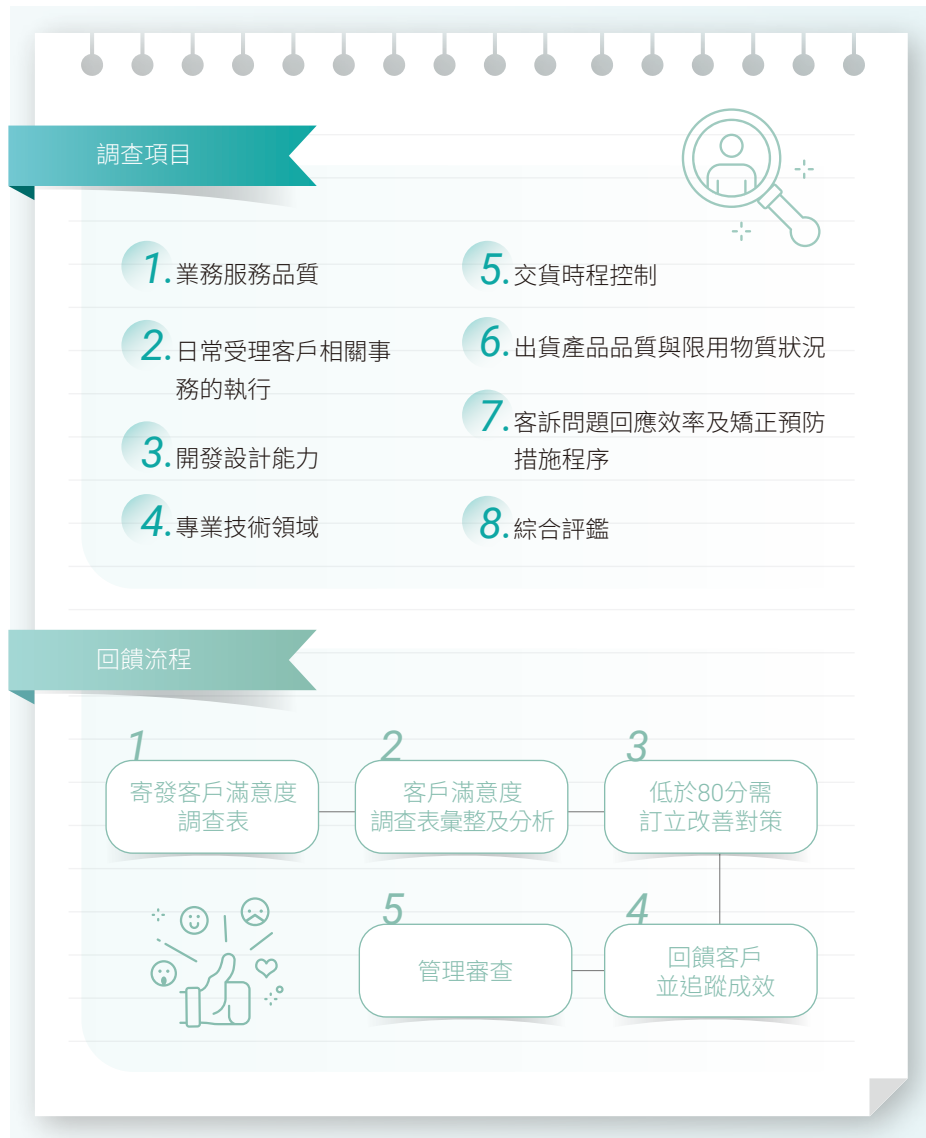 調查項目
1.業務服務品質
2.日常受理客戶相關事
務的執行
3.開發設計能力
4.專業技術領域
5.交貨時程控制
6.出貨產品品質與限用物質狀況
7.客訴問題回應效率及矯正預防
措施程序
8.綜合評鑑
回饋流程
1
寄發客戶滿意度
調查表
2
客戶滿意度
調查表彙整及分析
3
低於80分需
訂立改善對策
4
回饋客戶
並追蹤成效
5
管理審查